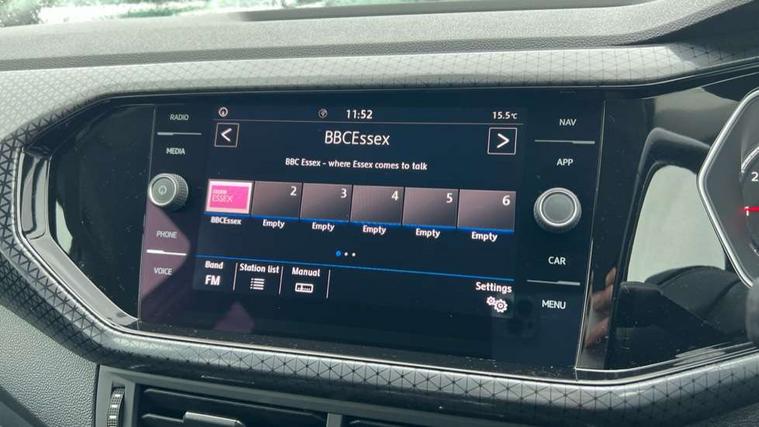 RADIO
MEDIA
PHONE
VOICE
11:52
15.5°C
BBCEssex
BBC Essex - where Essex comes to talk
ESSEX
2
3
4
5
6
BBCEssex
Empty
Empty
Empty
Empty
Empty
Band
FM
Station list
Manual
Settings
NAV
APP
CAR
MENU
2
1